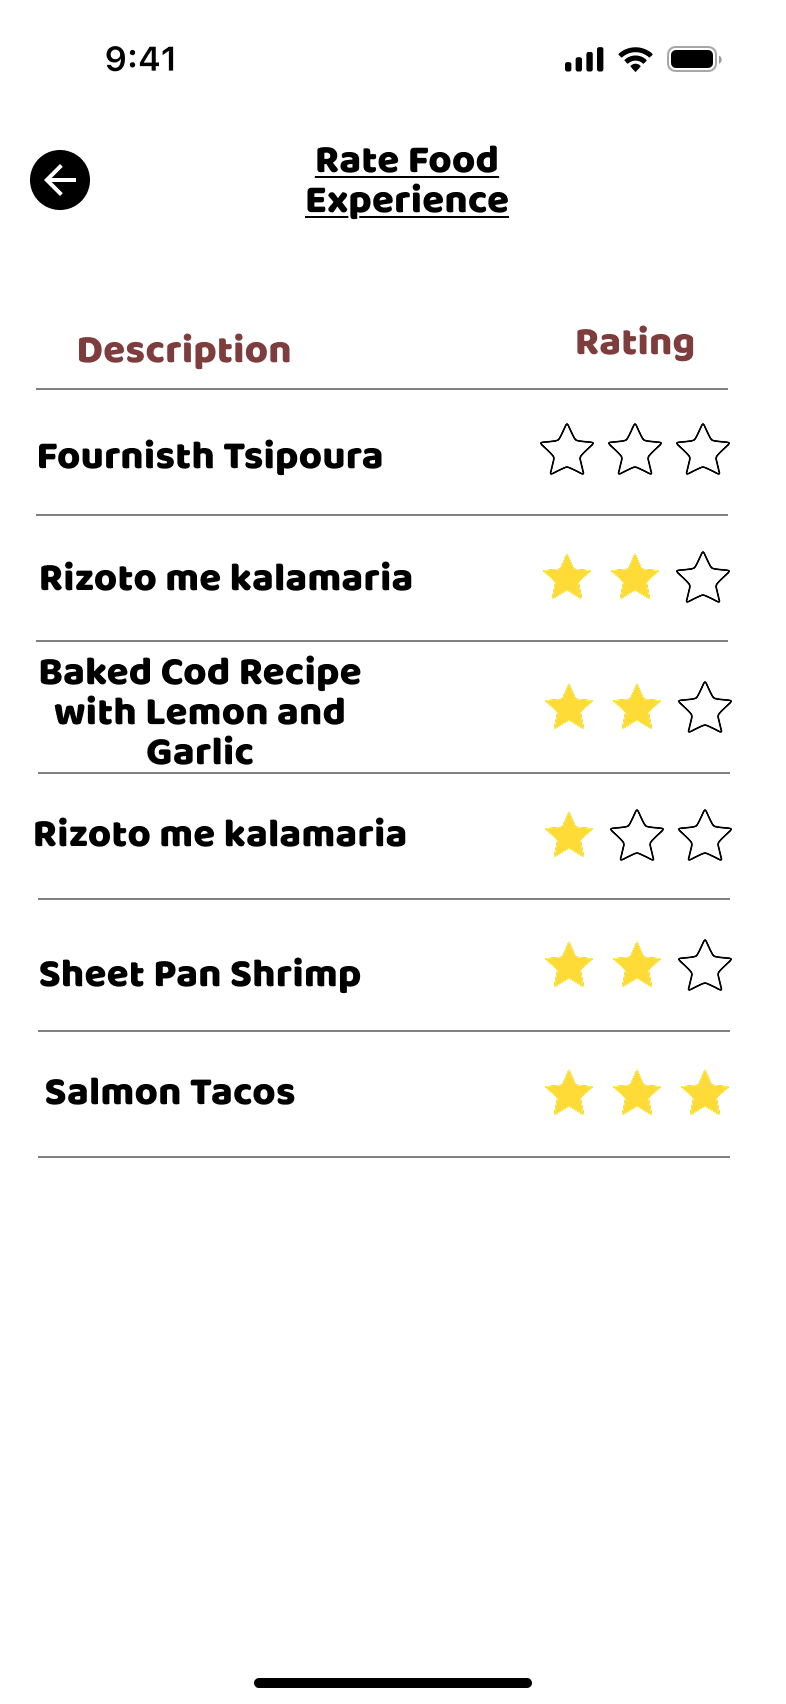 9:41
Rate Food
Experience
Description
Rating
Fournisth Tsipoura
Rizoto me kalamaria
Baked Cod Recipe
with Lemon and
Garlic
Rizoto me kalamaria
Sheet Pan Shrimp
Salmon Tacos